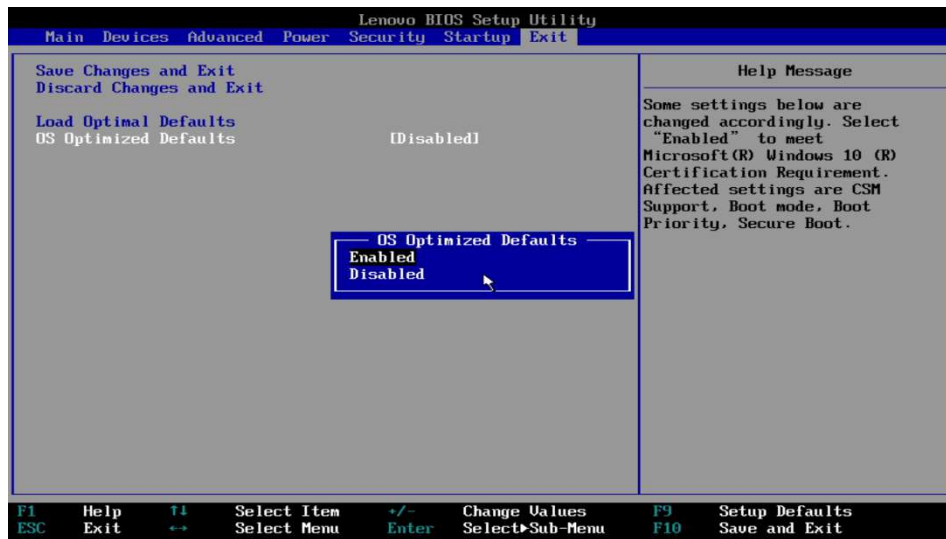 Lenovo BIOS Setup Utility
Main Devices Advanced Power Security Startup Exit
Save Changes and Exit
Discard Changes and Exit
Load Optimal Defaults
OS Optimized Defaults [Disabled]
OS Optimized Defaults
Enabled
Disabled
Help Message
Some settings below are
changed accordingly. Select
"Enabled" to meet
Microsoft(R) Windows 10 (R)
Certification Requirement.
Affected settings are CSM
Support, Boot mode, Boot
Priority, Secure Boot.
F1 Help ↑↓ Select Item +/- Change Values F9 Setup Defaults
ESC Exit ↔ Select Menu Enter Select▶Sub-Menu F10 Save and Exit